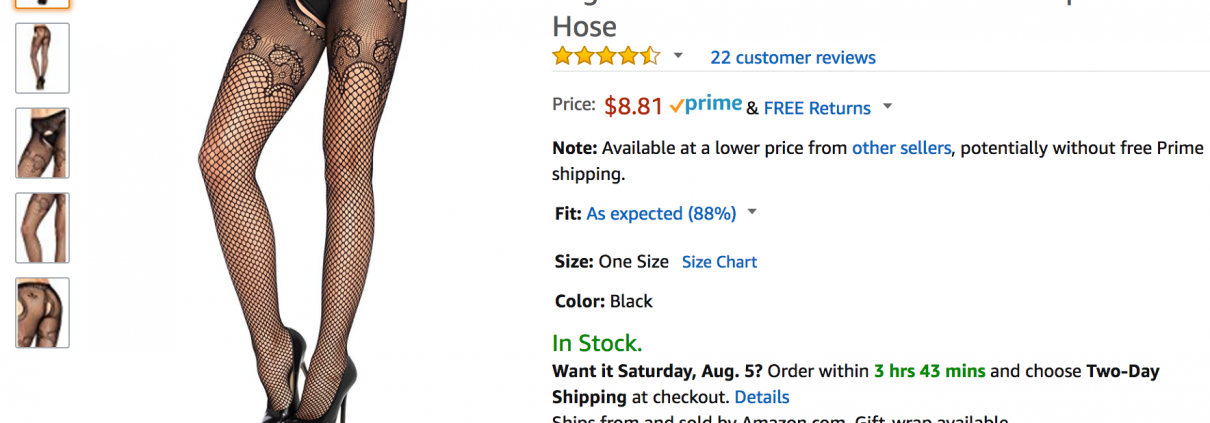 Hose
22 customer reviews
Price: $8.81 prime & FREE Returns
Note: Available at a lower price from other sellers, potentially without free Prime
shipping.
Fit: As expected (88%)
Size: One Size Size Chart
Color: Black
In Stock.
Want it Saturday, Aug. 5? Order within 3 hrs 43 mins and choose Two-Day
Shipping at checkout. Details
Ships from and sold by Amazon.com. Gift-wrap available.